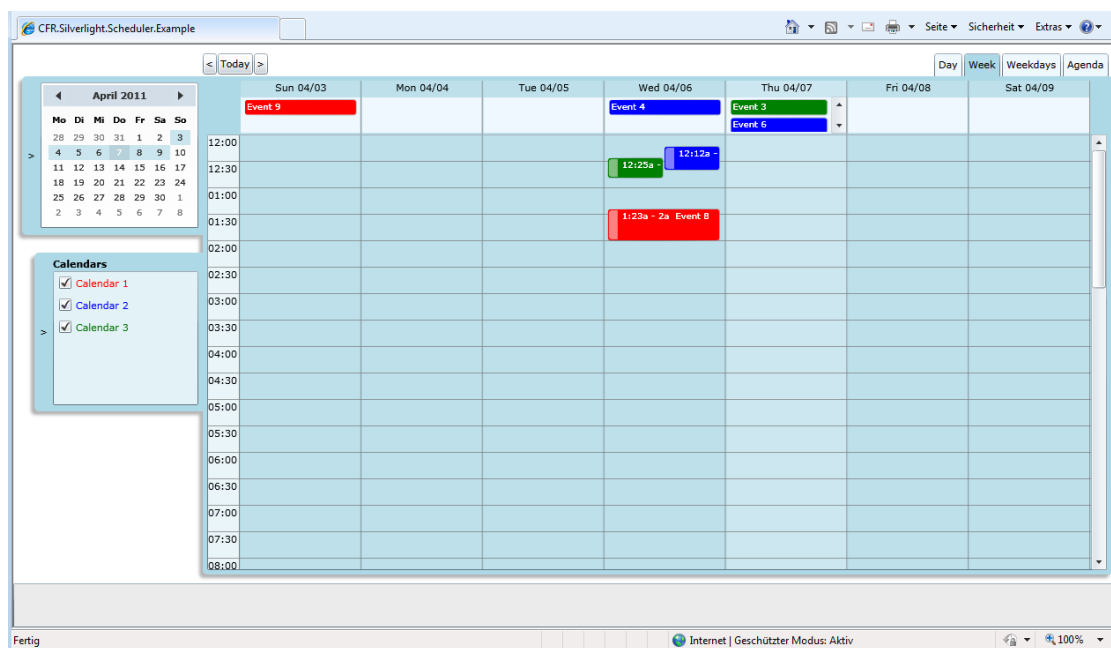 CFR.Silverlight.Scheduler.Example
Seite Sicherheit Extras
< Today >
Day Week Weekdays Agenda
April 2011
Mo Di Mi Do Fr Sa So
28 29 30 31 1 2 3
4 5 6 7 8 9 10
11 12 13 14 15 16 17
18 19 20 21 22 23 24
25 26 27 28 29 30 1
2 3 4 5 6 7 8
>
Calendars
Calendar 1
Calendar 2
Calendar 3
>
Sun 04/03 Mon 04/04 Tue 04/05 Wed 04/06 Thu 04/07 Fri 04/08 Sat 04/09
Event 9 Event 4 Event 3
Event 6
12:00
12:12a -
12:30
12:25a -
01:00
01:30
1:23a - 2a Event 8
02:00
02:30
03:00
03:30
04:00
04:30
05:00
05:30
06:00
06:30
07:00
07:30
08:00
Fertig
Internet | Geschützter Modus: Aktiv
100%